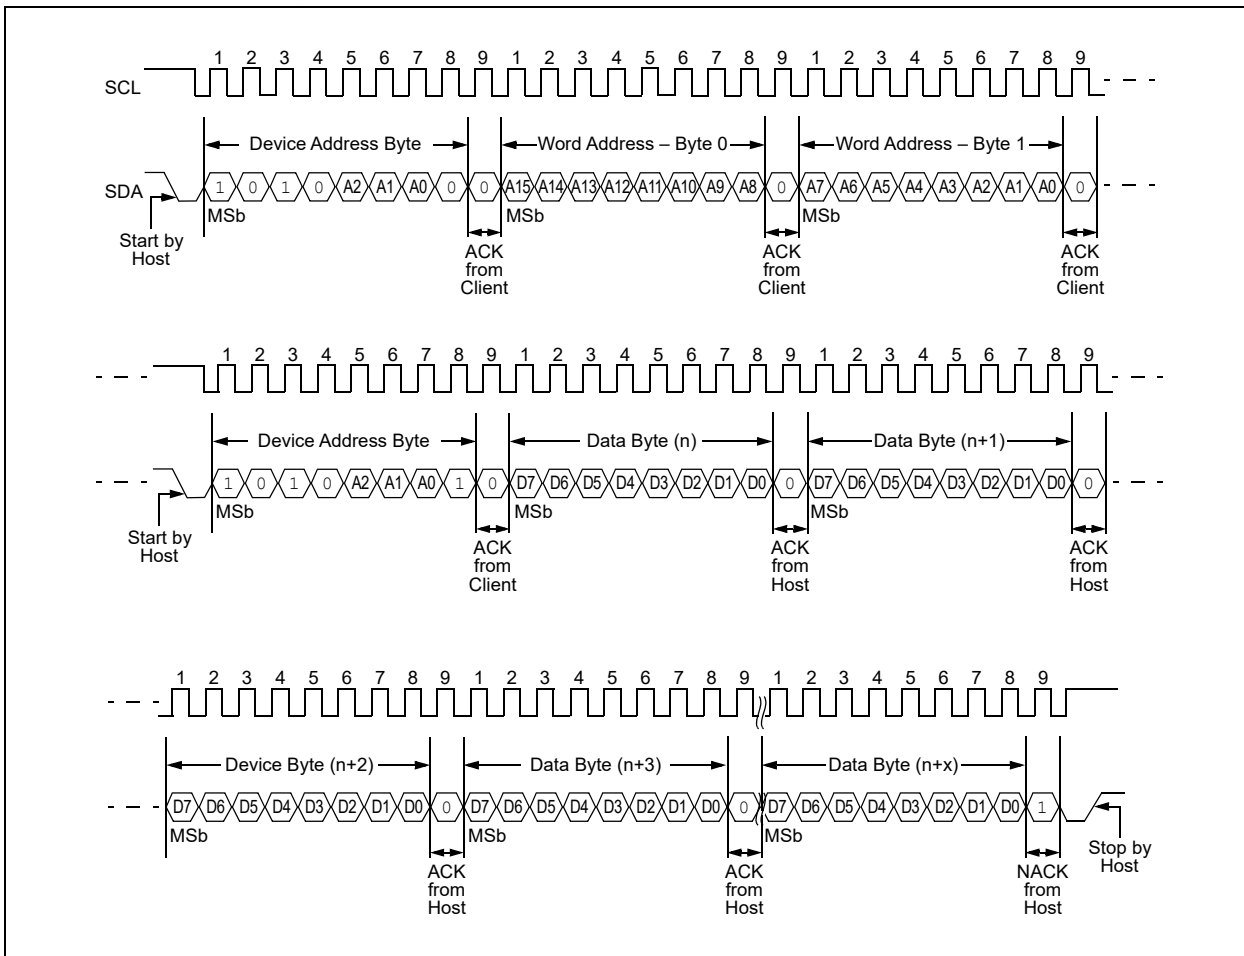 1 2 3 4 5 6 7 8 9 1 2 3 4 5 6 7 8 9 1 2 3 4 5 6 7 8 9
SCL
Device Address Byte Word Address – Byte 0 Word Address – Byte 1
SDA 1 0 1 0 A2 A1 A0 0 0 A15 A14 A13 A12 A11 A10 A9 A8 0 A7 A6 A5 A4 A3 A2 A1 A0 0
MSb MSb MSb
Start by
Host
ACK
from
Client
ACK
from
Client
ACK
from
Client
1 2 3 4 5 6 7 8 9 1 2 3 4 5 6 7 8 9 1 2 3 4 5 6 7 8 9
Device Address Byte Data Byte (n) Data Byte (n+1)
1 0 1 0 A2 A1 A0 1 0 D7 D6 D5 D4 D3 D2 D1 D0 0 D7 D6 D5 D4 D3 D2 D1 D0 0
MSb MSb MSb
Start by
Host
ACK
from
Client
ACK
from
Host
ACK
from
Host
1 2 3 4 5 6 7 8 9 1 2 3 4 5 6 7 8 9 1 2 3 4 5 6 7 8 9
Device Byte (n+2) Data Byte (n+3) Data Byte (n+x)
D7 D6 D5 D4 D3 D2 D1 D0 0 D7 D6 D5 D4 D3 D2 D1 D0 0 D7 D6 D5 D4 D3 D2 D1 D0 1
MSb MSb MSb
ACK
from
Host
ACK
from
Host
NACK
from
Host
Stop by
Host